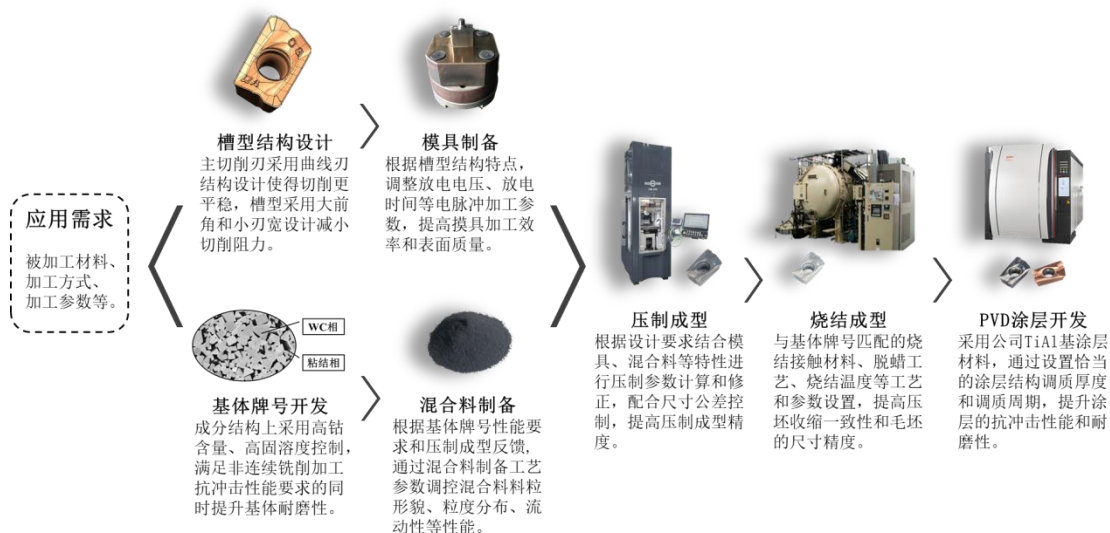 应用需求
被加工材料、
加工方式、
加工参数等。
槽型结构设计
主切削刃采用曲线刃
结构设计使得切削更
平稳，槽型采用大前
角和小刃宽设计减小
切削阻力。
模具制备
根据槽型结构特点，
调整放电电压、放电
时间等电脉冲加工参
数，提高摸具加工效
率和表面质量。
WC相
粘结相
基体牌号开发
成分结构上采用高钴
含量、高固溶度控制，
满足非连续铣削加工
抗冲击性能要求的同
时提升基体耐磨性。
混合料制备
根据基体牌号性能要
求和压制成型反馈，
通过混合料制备工艺
参数调控混合料料粒
形貌、粒度分布、流
动性等性能。
压制成型
根据设计要求结合模
具、混合料等特性进
行压制参数计算和修
正，配合尺寸公差控
制，提高压制成型精
度。
烧结成型
与基体牌号匹配的烧
结接触材料、脱蜡工
艺、烧结温度等工艺
和参数设置，提高压
坯收缩一致性和毛坯
的尺寸精度。
PVD涂层开发
采用公司TiAl基涂层
材料，通过设置恰当
的涂层结构调质厚度
和调质周期，提升涂
层的抗冲击性能和耐
磨性。